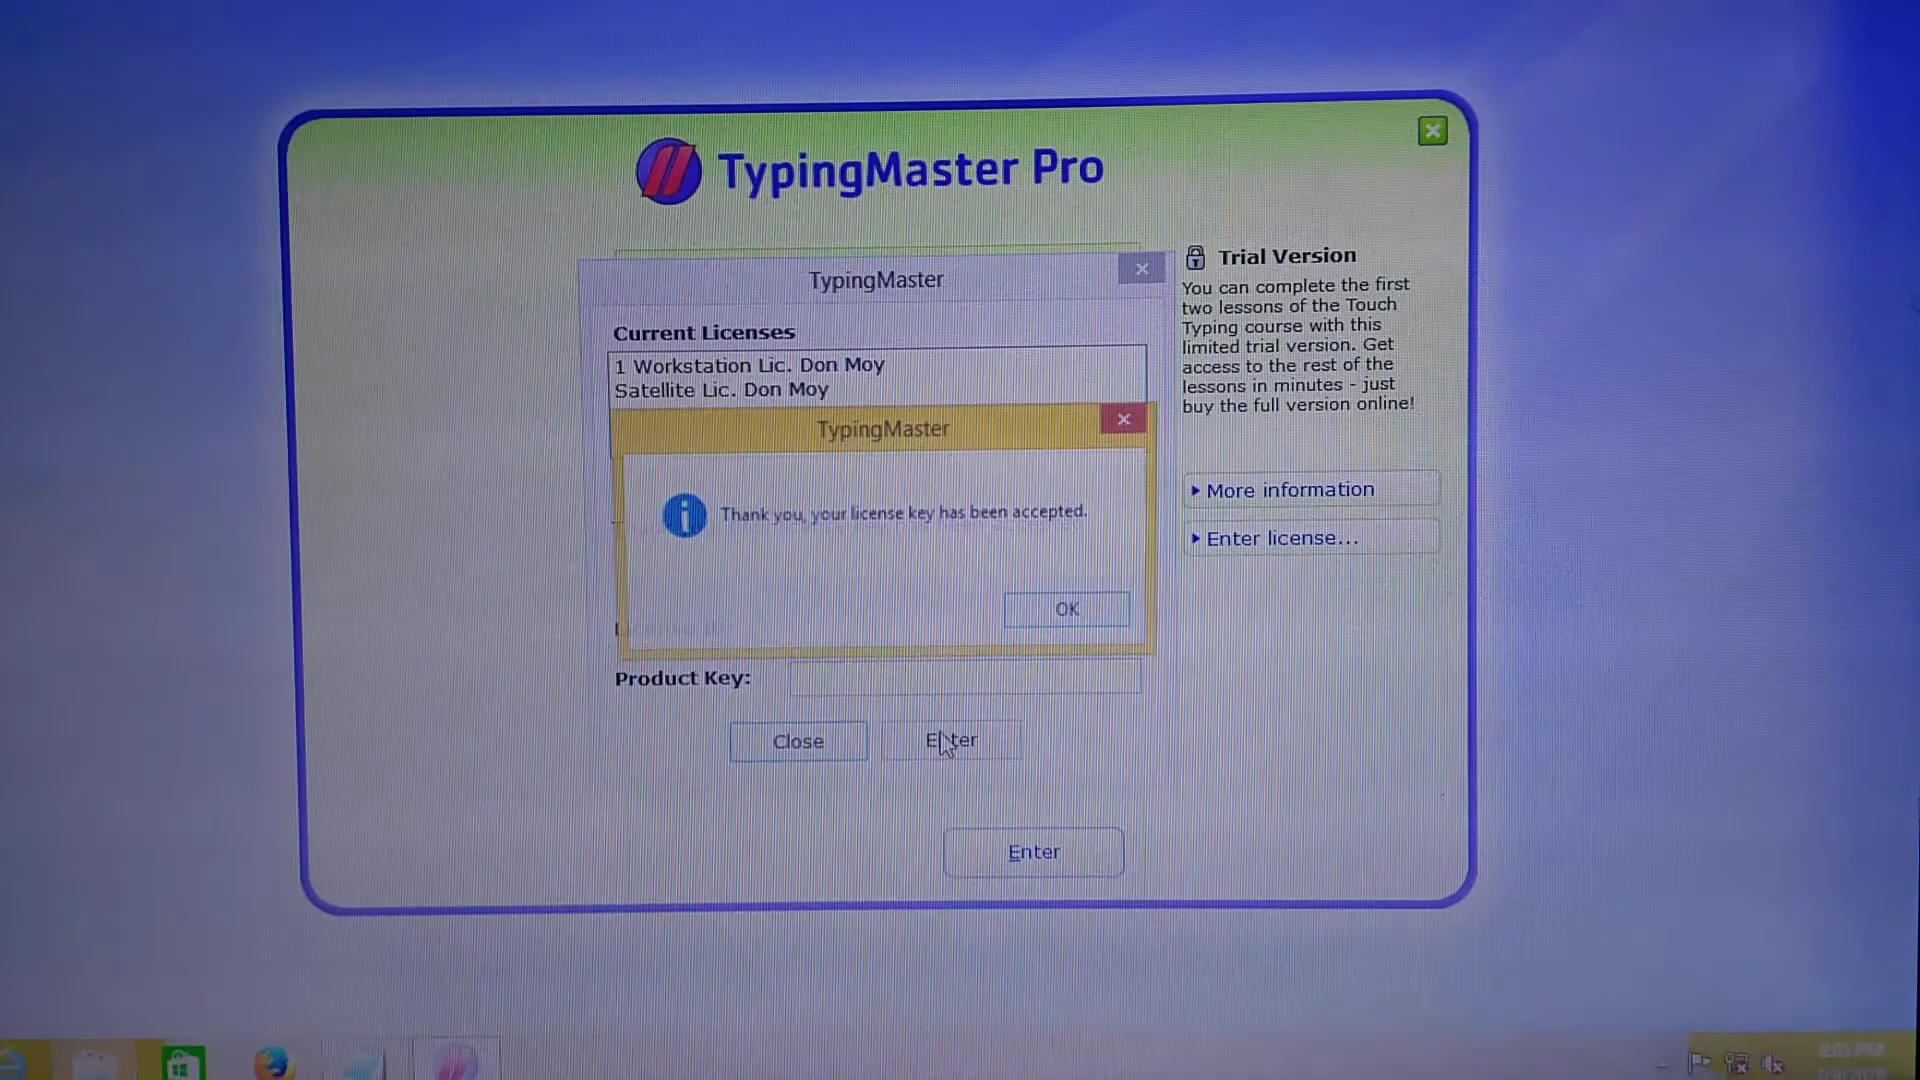 TypingMaster Pro
TypingMaster
Current Licenses
1 Workstation Lic. Don Moy
Satellite Lic. Don Moy
TypingMaster
Thank you, your license key has been accepted.
OK
Product Key:
Close
Enter
Enter
Trial Version
You can complete the first
two lessons of the Touch
Typing course with this
limited trial version. Get
access to the rest of the
lessons in minutes - just
buy the full version online!
More information
Enter license...